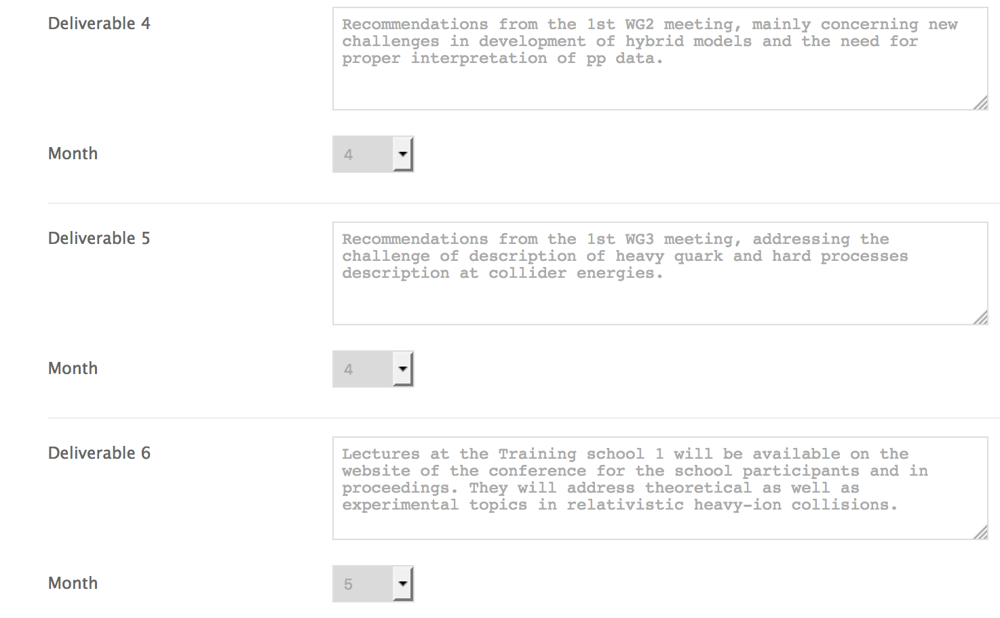 Deliverable 4
Recommendations from the 1st WG2 meeting, mainly concerning new
challenges in development of hybrid models and the need for
proper interpretation of pp data.
Month
4
Deliverable 5
Recommendations from the 1st WG3 meeting, addressing the
challenge of description of heavy quark and hard processes
description at collider energies.
Month
4
Deliverable 6
Lectures at the Training school 1 will be available on the
website of the conference for the school participants and in
proceedings. They will address theoretical as well as
experimental topics in relativistic heavy-ion collisions.
Month
5